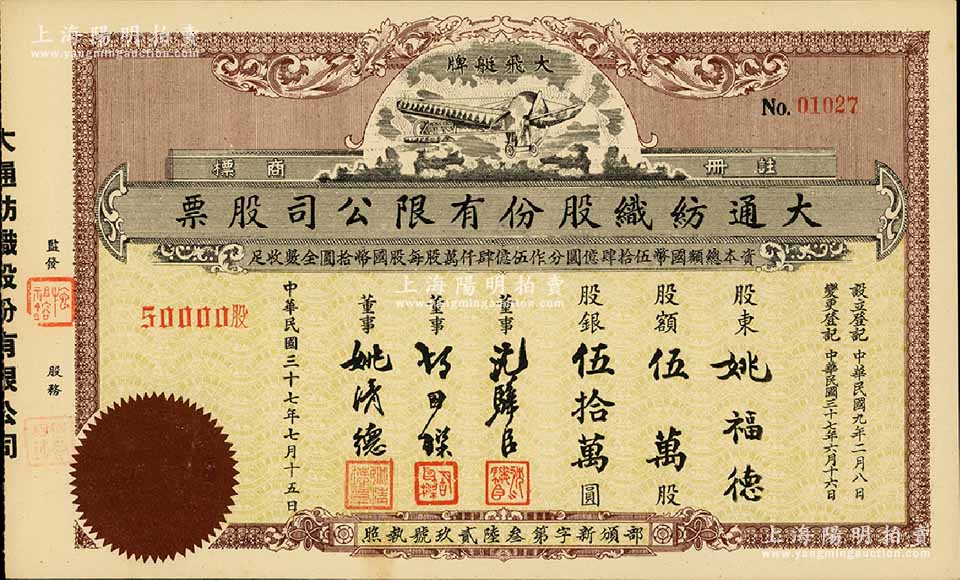 上海陽明拍賣
www.yangmingauction.com
大飛艇牌
No. 01027
註冊商標
大通紡織股份有限公司股票
資本總額國幣伍拾肆億圓分作伍億肆仟萬股每股國幣拾圓全數收足
設立登記 中華民國九年二月八日
變更登記 中華民國三十七年六月十六日
股東 姚福德
股額 伍萬股
股銀 伍拾萬圓
董事
董事
董事 姚清德
中華民國三十七年七月十五日
50000股
部頒新字第叁陸貳玖號執照
監發
股務
大通紡織股份有限公司
上海陽明拍賣
www.yangmingauction.com
上海陽明拍賣
www.yangmingauction.com